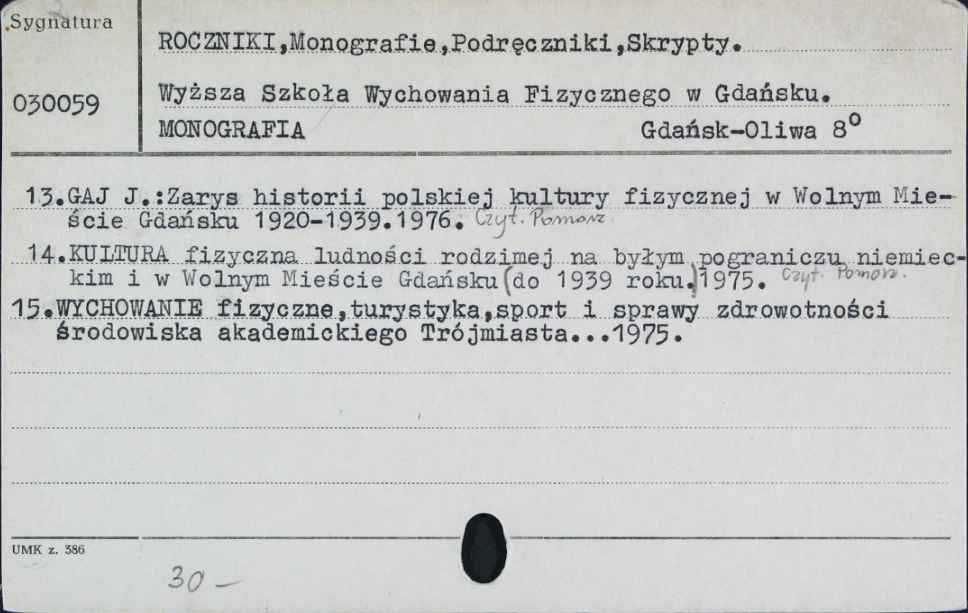 Sygnatura
ROCZNIKI,Monografie,Podręczniki,Skrypty.
030059
Wyższa Szkoła Wychowania Fizycznego w Gdańsku.
MONOGRAFIA Gdańsk-Oliwa 8°
13.GAJ J.:Zarys historii polskiej kultury fizycznej w Wolnym Mie-
ście Gdańsku 1920-1939.1976. Czyt. Pomorz.
14.KULTURA fizyczna ludności rodzimej na byłym pograniczu niemiec-
kim i w Wolnym Mieście Gdańsku(do 1939 roku.)1975. Czyt. Pomorz.
15.WYCHOWANIE fizyczne,turystyka,sport i sprawy zdrowotności
środowiska akademickiego Trójmiasta...1975.
UMK z. 386
30 -